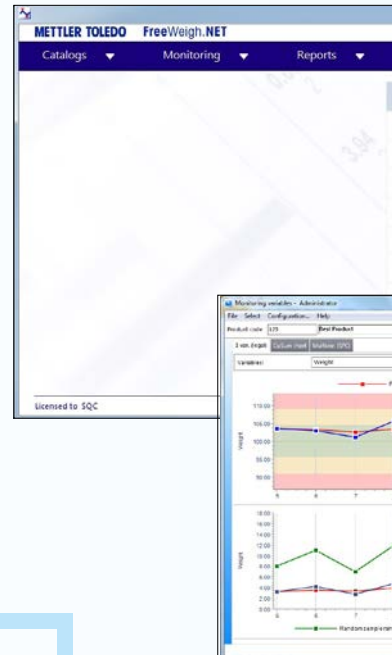 METTLER TOLEDO FreeWeigh.NET
Catalogs Monitoring Reports
3.94
Licensed to SQC
Monitoring variables - Administrator
File Select Configuration... Help
Product code 123 Best Product
Variables: Weight
110.00
105.00
100.00
95.00
90.00
Weight
5 6 7
18.00
16.00
14.00
12.00
10.00
8.00
6.00
4.00
2.00
0.00
Weight
5 6 7